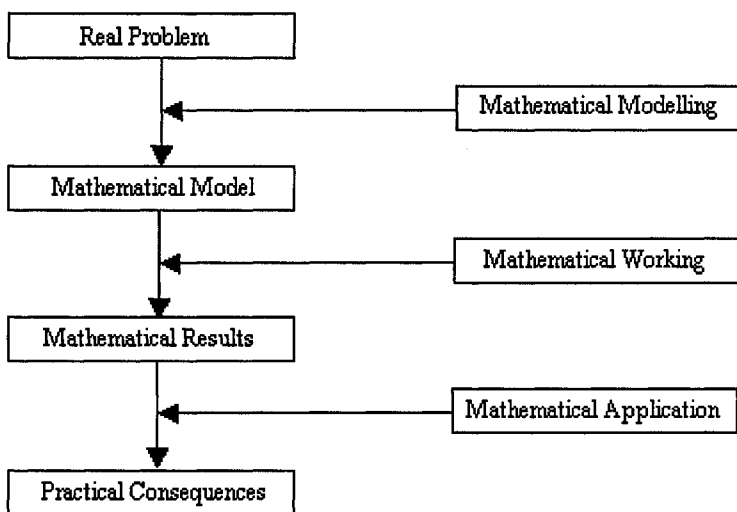 Real Problem
Mathematical Modelling
Mathematical Model
Mathematical Working
Mathematical Results
Mathematical Application
Practical Consequences